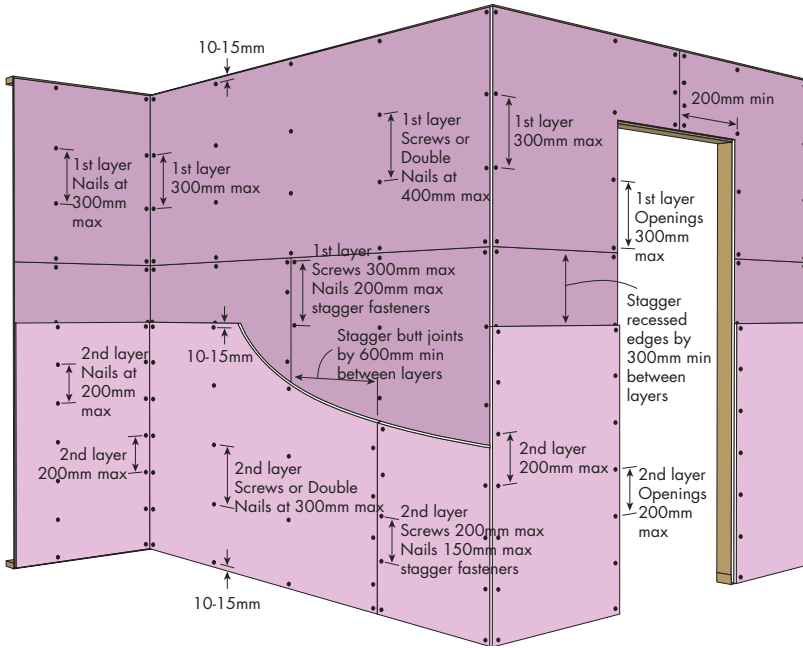 10-15mm
200mm min
1st layer
Nails at
300mm
max
1st layer
300mm max
1st layer
Screws or
Double
Nails at
400mm max
1st layer
300mm max
1st layer
Openings
300mm
max
1st layer
Screws 300mm max
Nails 200mm max
stagger fasteners
Stagger
recessed
edges by
300mm min
between
layers
10-15mm
Stagger butt joints
by 600mm min
between layers
2nd layer
Nails at
200mm
max
2nd layer
200mm max
2nd layer
Screws or Double
Nails at 300mm max
2nd layer
200mm max
2nd layer
Openings
200mm
max
2nd layer
Screws 200mm max
Nails 150mm max
stagger fasteners
10-15mm